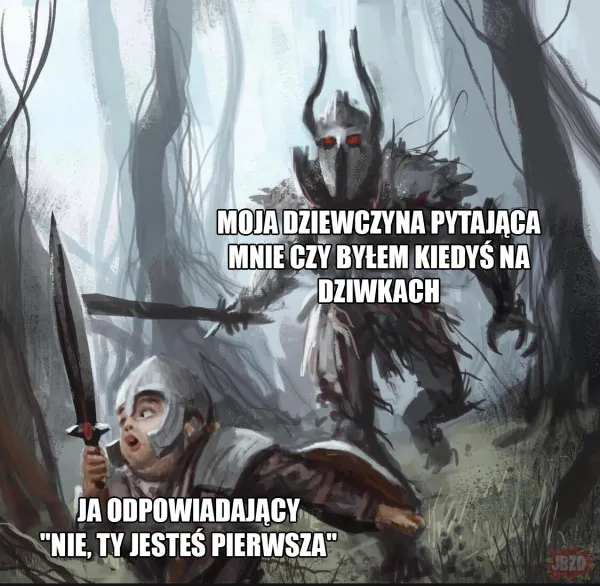 MOJA DZIEWCZYNA PYTAJĄCA
MNIE CZY BYŁEM KIEDYŚ NA
DZIWKACH
JA ODPOWIADAJĄCY
"NIE, TY JESTEŚ PIERWSZA"
JBZD